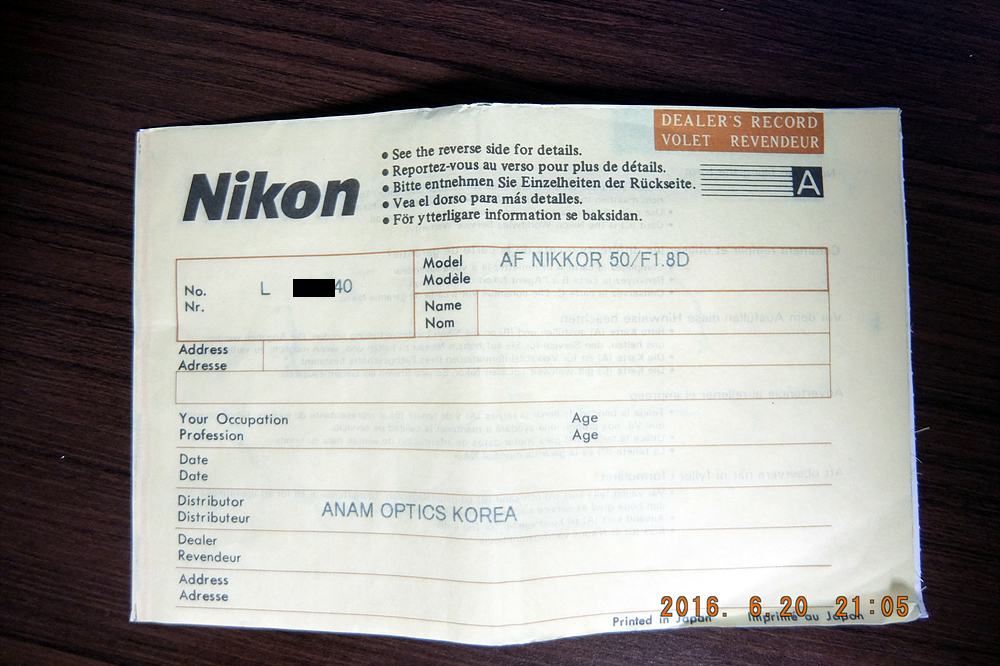 DEALER'S RECORD
VOLET REVENDEUR
Nikon
• See the reverse side for details.
• Reportez-vous au verso pour plus de détails.
• Bitte entnehmen Sie Einzelheiten der Rückseite.
• Vea el dorso para más detalles.
• För ytterligare information se baksidan.
A
No.
Nr.
L 40
Model
Modèle
AF NIKKOR 50/F1.8D
Name
Nom
Address
Adresse
Your Occupation
Profession
Age
Age
Date
Date
Distributor
Distributeur
ANAM OPTICS KOREA
Dealer
Revendeur
Address
Adresse
Printed in Japan Imprimé au Japon
2016. 6.20 21:05